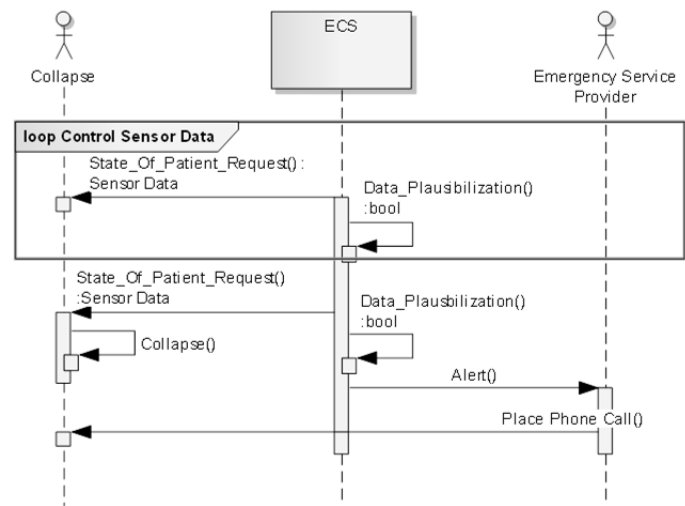 ECS
Collapse
Emergency Service
Provider
loop Control Sensor Data
State_Of_Patient_Request() :
Sensor Data
Data_Plausibilization()
:bool
State_Of_Patient_Request()
:Sensor Data
Data_Plausbilization()
:bool
Collapse()
Alert()
Place Phone Call()